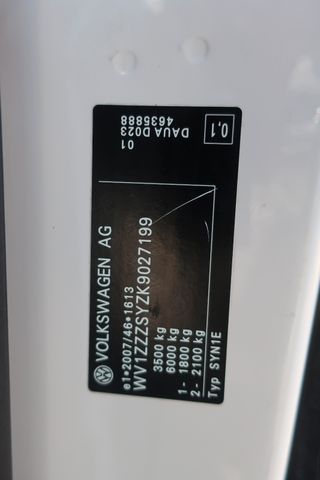 VOLKSWAGEN AG
e1*2007/46*1613
WV1ZZZSYZK9027199
3500 kg
6000 kg
1- 1800 kg
2- 2100 kg
Typ SYN1E
01
DAUA D023
4635888
0,1